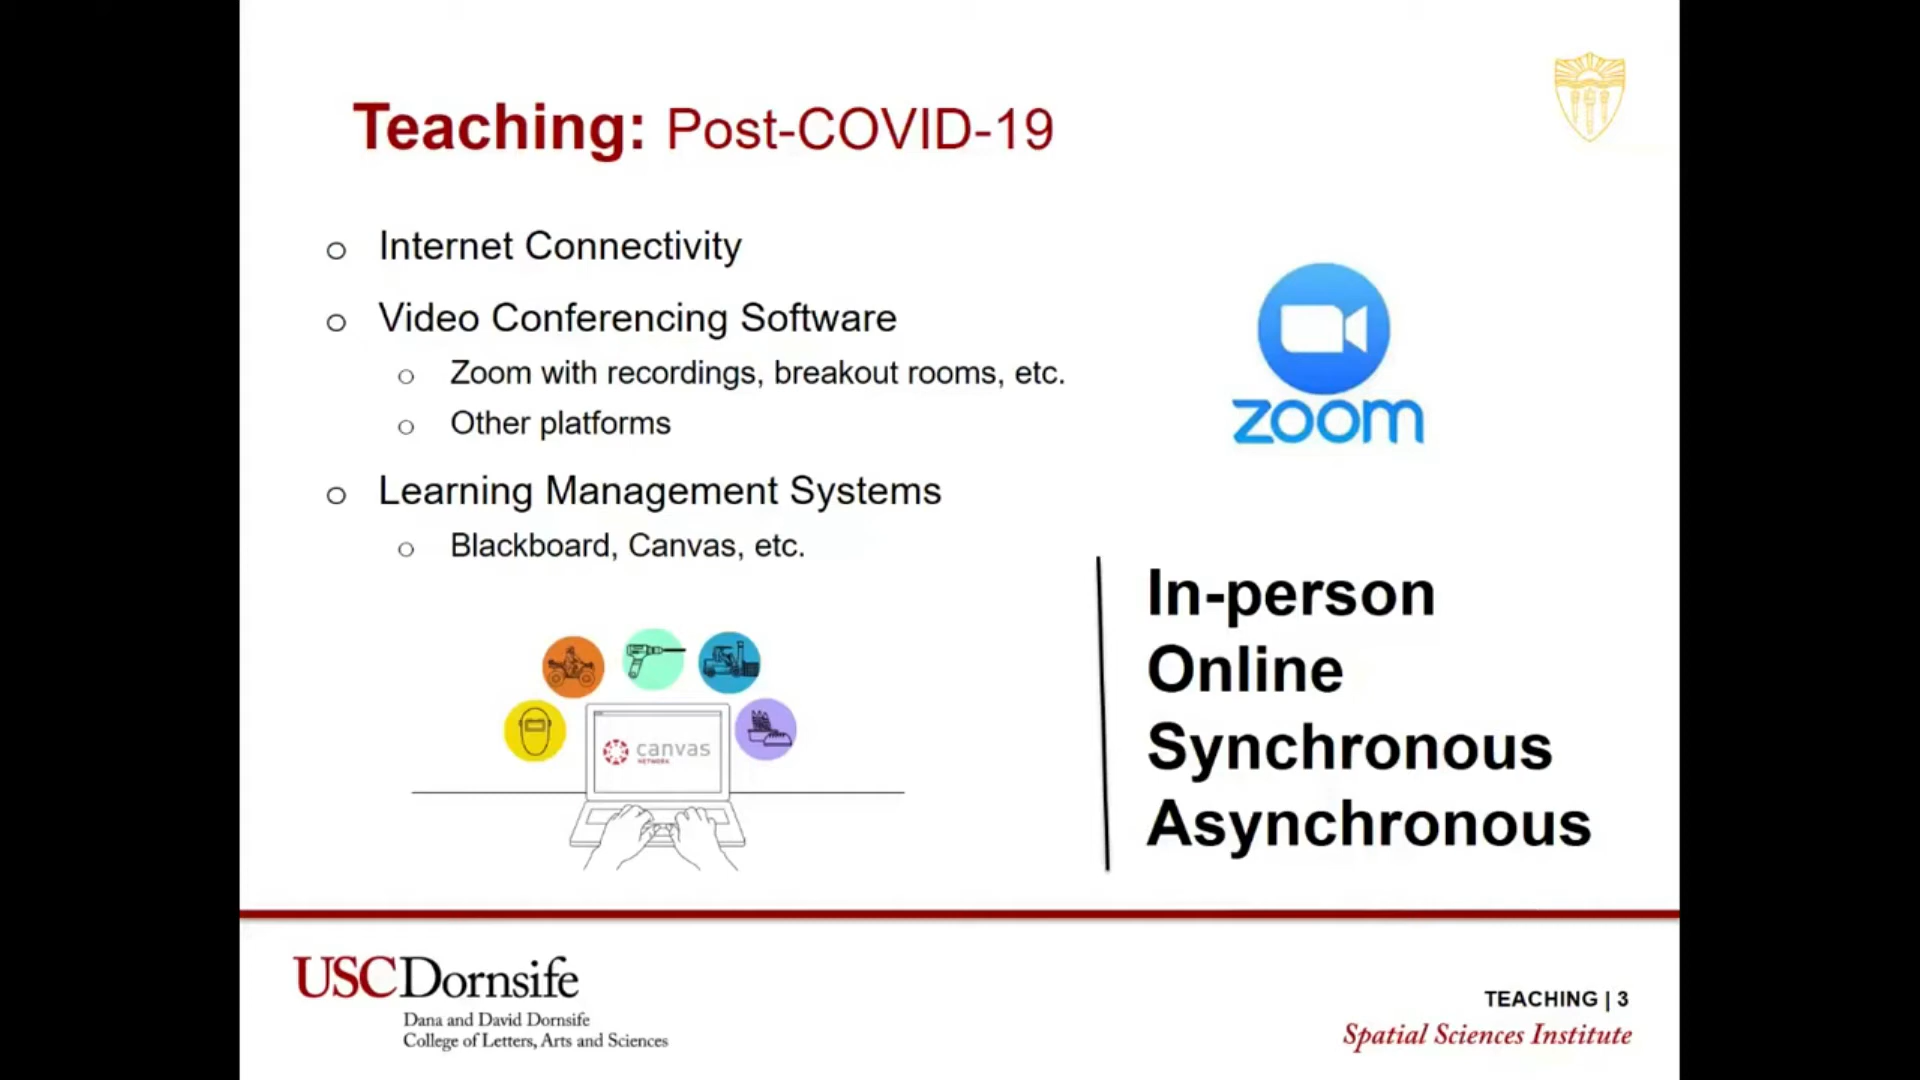 Teaching: Post-COVID-19
o Internet Connectivity
o Video Conferencing Software
o Zoom with recordings, breakout rooms, etc.
o Other platforms
o Learning Management Systems
o Blackboard, Canvas, etc.
zoom
In-person
Online
Synchronous
Asynchronous
canvas
NETWORK
USCDornsife
Dana and David Dornsife
College of Letters, Arts and Sciences
TEACHING | 3
Spatial Sciences Institute